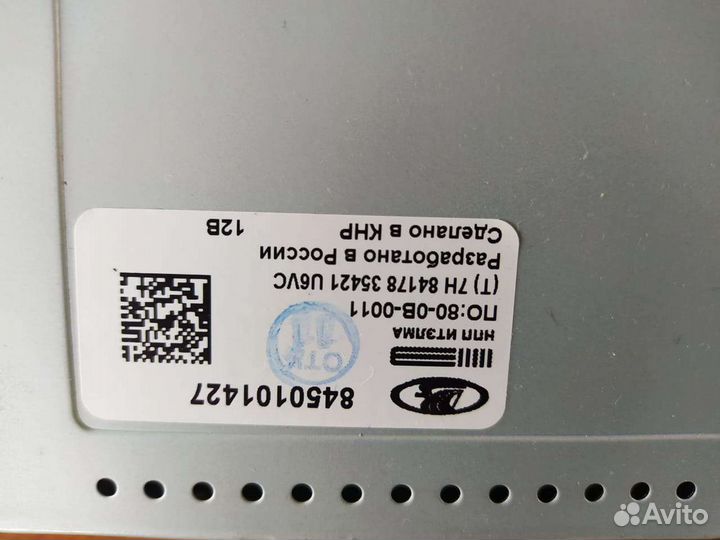 8450101427
НПП ИТЭЛМА
ПО:80-0B-0011
(T) 7H 84178 35421 U6VC
Разработано в России
Сделано в КНР
12В
ОТК
11
Avito